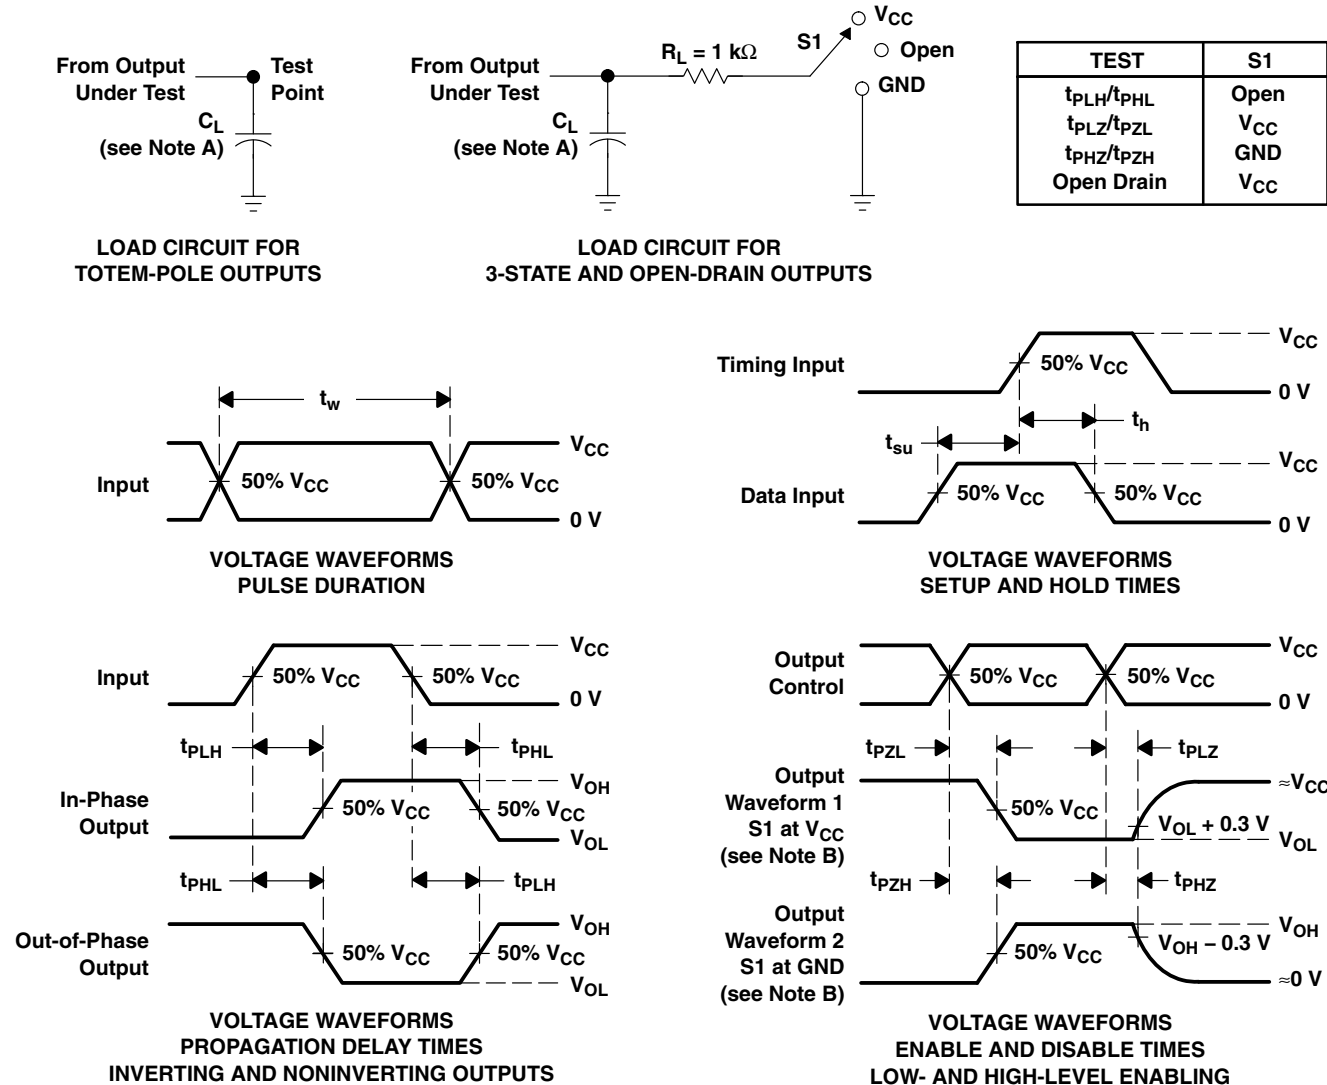 From Output
Under Test
Test
Point
CL
(see Note A)
LOAD CIRCUIT FOR
TOTEM-POLE OUTPUTS
From Output
Under Test
CL
(see Note A)
RL = 1 kΩ
S1
VCC
Open
GND
LOAD CIRCUIT FOR
3-STATE AND OPEN-DRAIN OUTPUTS
TEST S1
tPLH/tPHL Open
tPLZ/tPZL VCC
tPHZ/tPZH GND
Open Drain VCC
tw
Input
50% VCC
50% VCC
VCC
0 V
VOLTAGE WAVEFORMS
PULSE DURATION
Timing Input
50% VCC
VCC
0 V
tsu
th
Data Input
50% VCC
50% VCC
VCC
0 V
VOLTAGE WAVEFORMS
SETUP AND HOLD TIMES
Input
50% VCC
50% VCC
VCC
0 V
tPLH
tPHL
In-Phase
Output
50% VCC
50% VCC
VOH
VOL
tPHL
tPLH
Out-of-Phase
Output
50% VCC
50% VCC
VOH
VOL
VOLTAGE WAVEFORMS
PROPAGATION DELAY TIMES
INVERTING AND NONINVERTING OUTPUTS
Output
Control
50% VCC
50% VCC
VCC
0 V
tPZL
tPLZ
Output
Waveform 1
S1 at VCC
(see Note B)
50% VCC
VOL + 0.3 V
≈VCC
VOL
tPZH
tPHZ
Output
Waveform 2
S1 at GND
(see Note B)
50% VCC
VOH − 0.3 V
VOH
≈0 V
VOLTAGE WAVEFORMS
ENABLE AND DISABLE TIMES
LOW- AND HIGH-LEVEL ENABLING